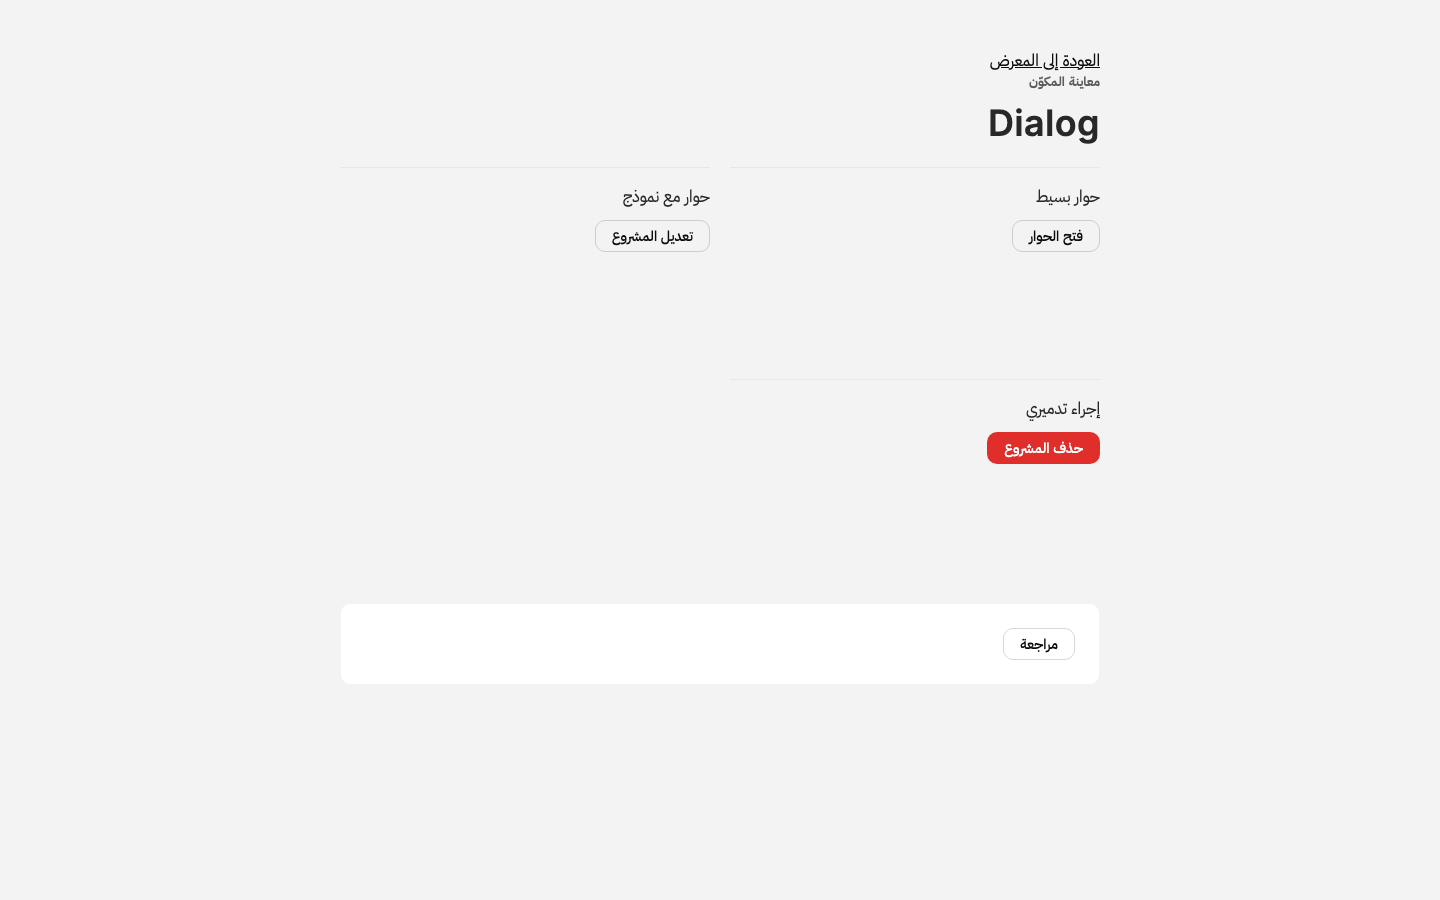 العودة إلى المعرض
معاينة المكوّن
Dialog
حوار بسيط
فتح الحوار
حوار مع نموذج
تعديل المشروع
إجراء تدميري
حذف المشروع
مراجعة